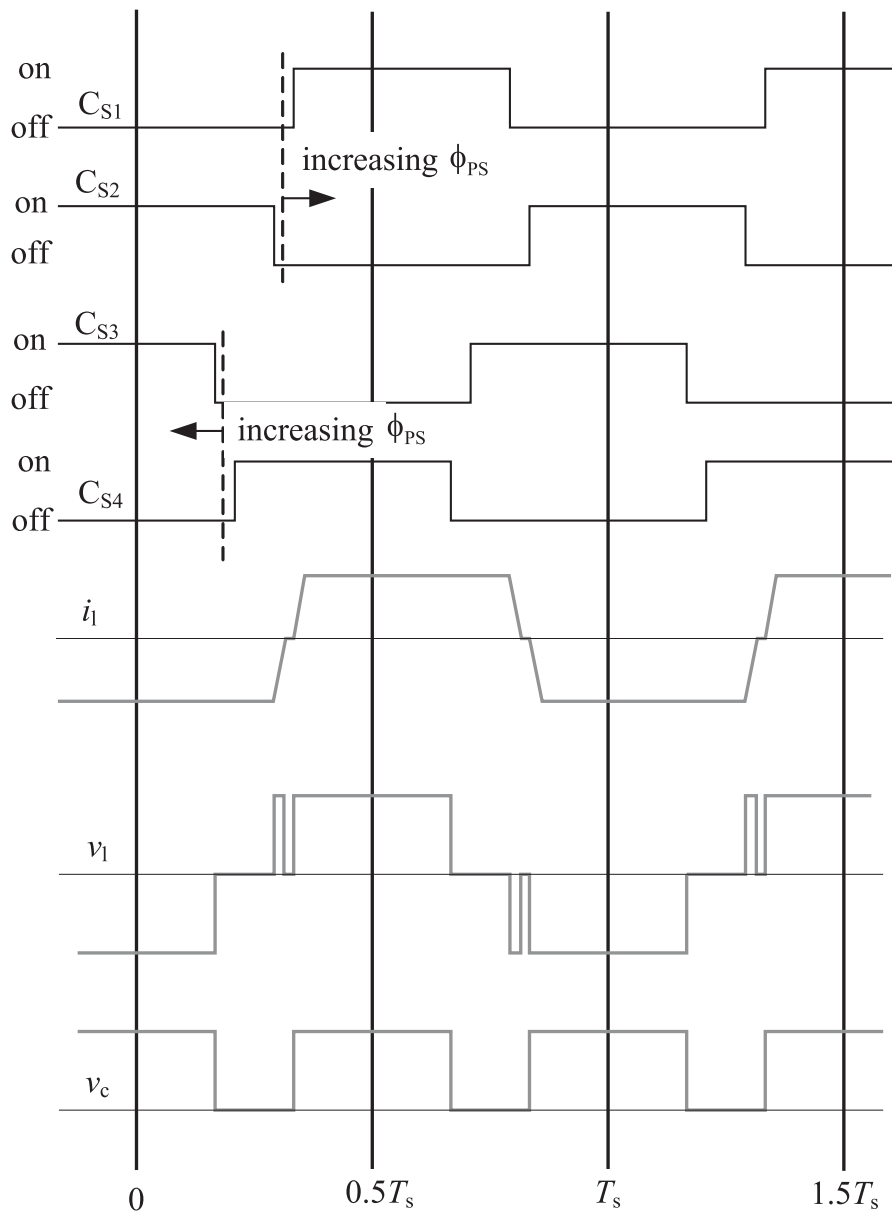 on
C_S1
off
increasing ϕ_PS
C_S2
on
off
C_S3
on
off
increasing ϕ_PS
on
C_S4
off
i_l
v_l
v_c
0
0.5T_s
T_s
1.5T_s